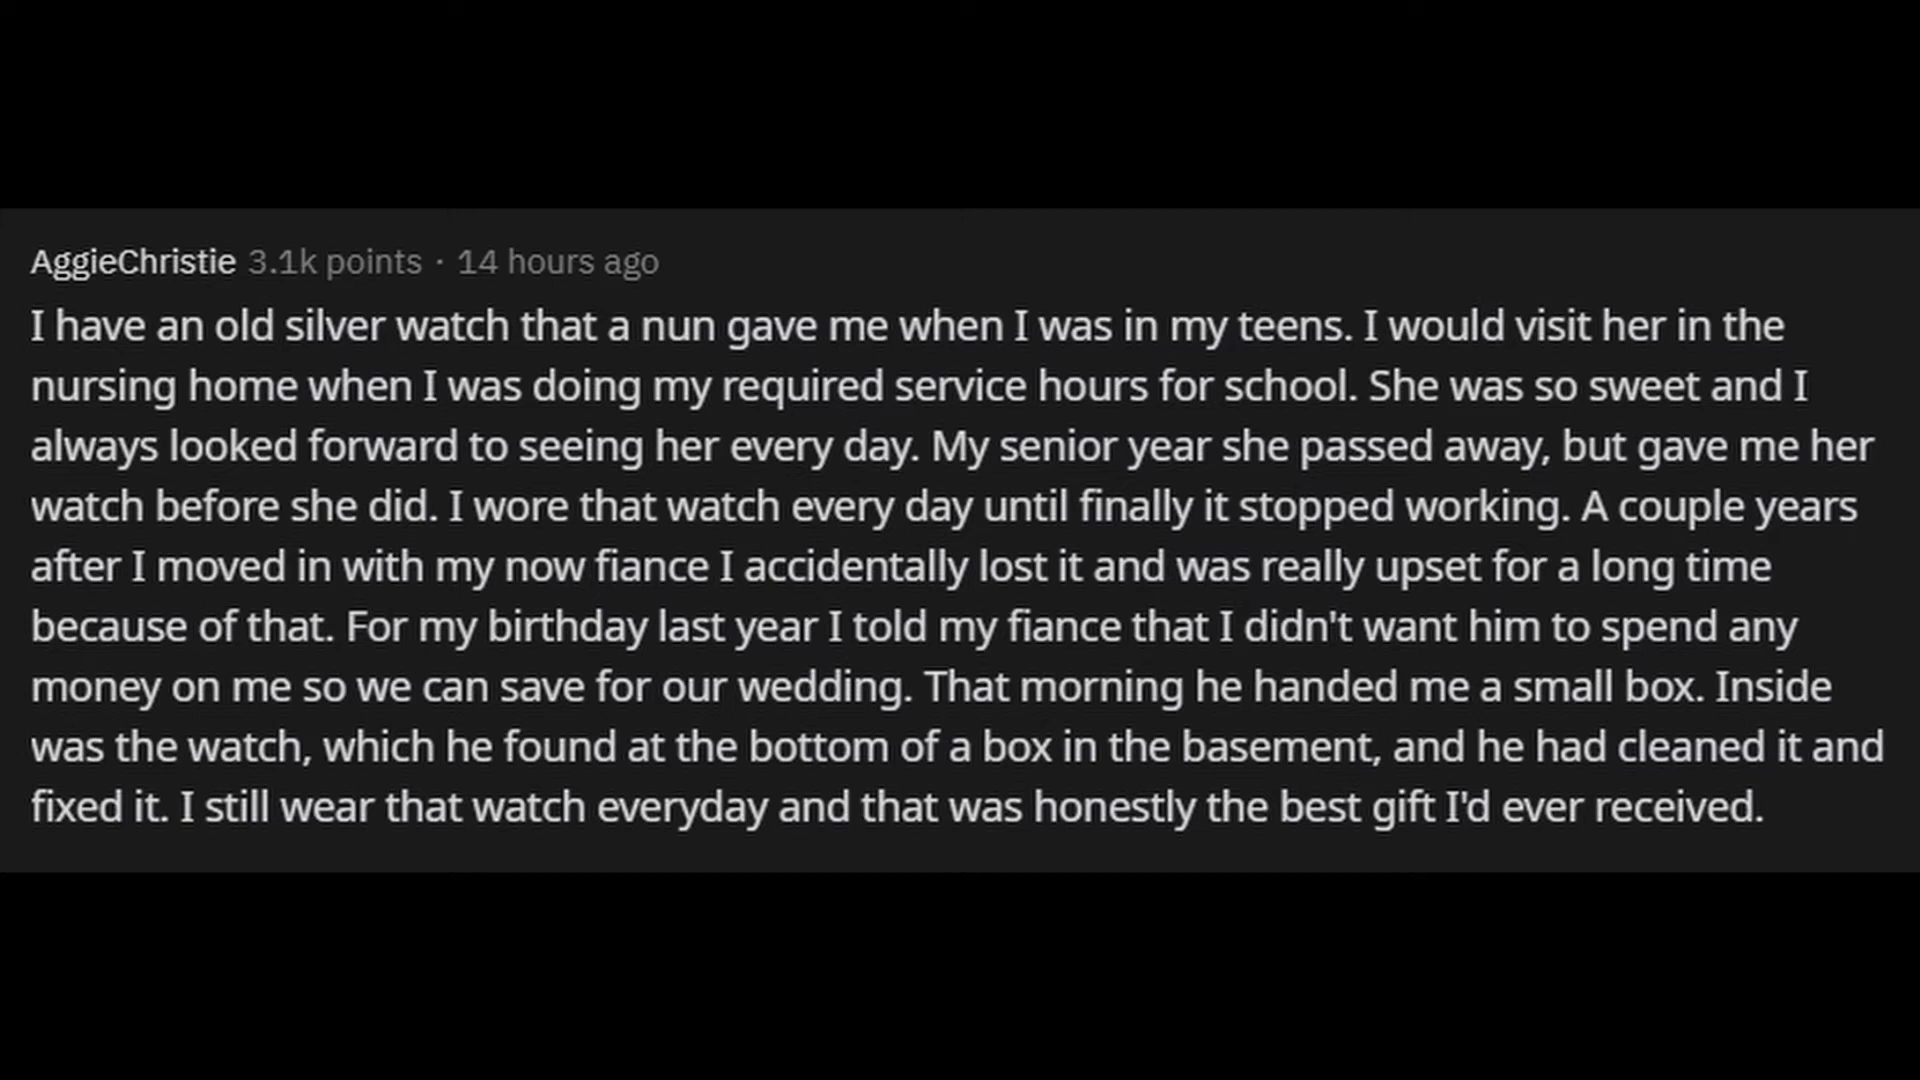 AggieChristie 3.1k points · 14 hours ago
I have an old silver watch that a nun gave me when I was in my teens. I would visit her in the
nursing home when I was doing my required service hours for school. She was so sweet and I
always looked forward to seeing her every day. My senior year she passed away, but gave me her
watch before she did. I wore that watch every day until finally it stopped working. A couple years
after I moved in with my now fiance I accidentally lost it and was really upset for a long time
because of that. For my birthday last year I told my fiance that I didn't want him to spend any
money on me so we can save for our wedding. That morning he handed me a small box. Inside
was the watch, which he found at the bottom of a box in the basement, and he had cleaned it and
fixed it. I still wear that watch everyday and that was honestly the best gift I'd ever received.